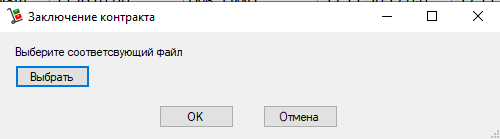 Заключение контракта
Выберите соответсвующий файл
Выбрать
OK
Отмена